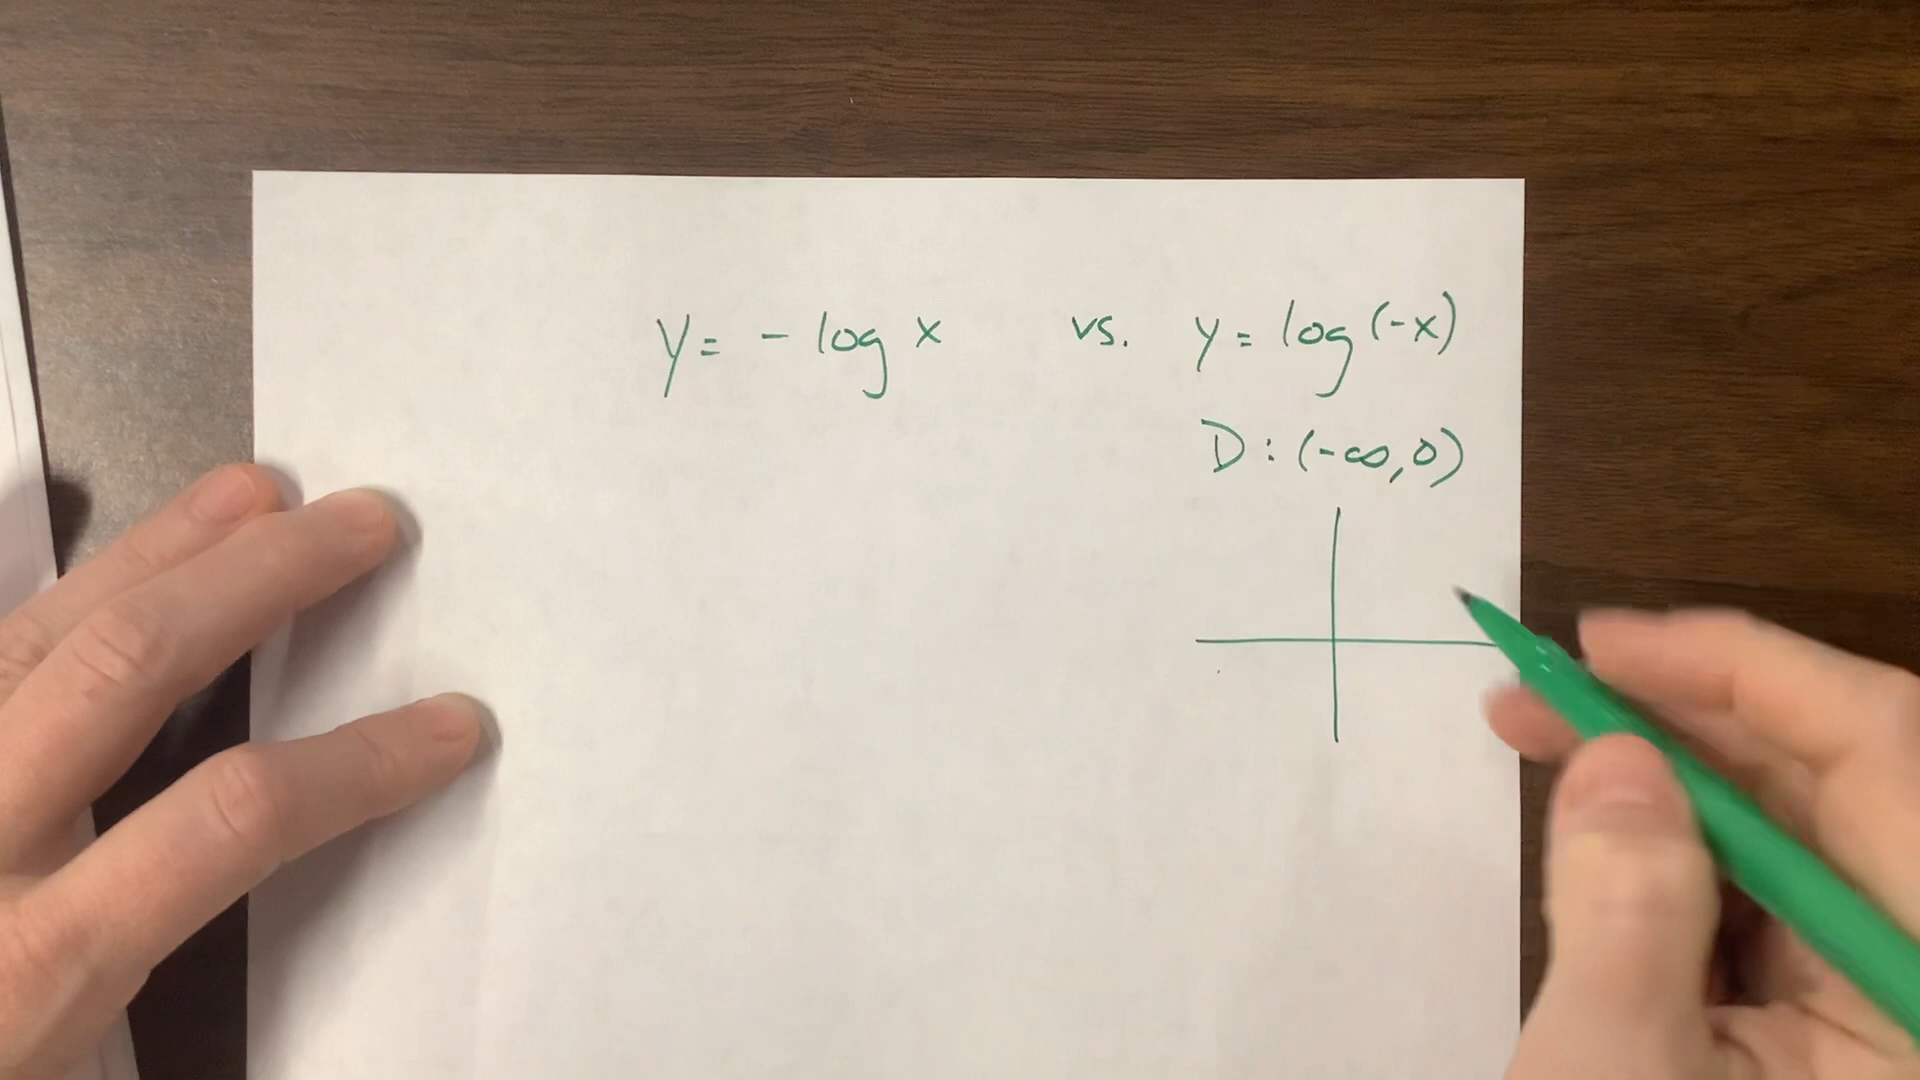 y = - log x vs. y = log (-x)
D : (-∞, 0)